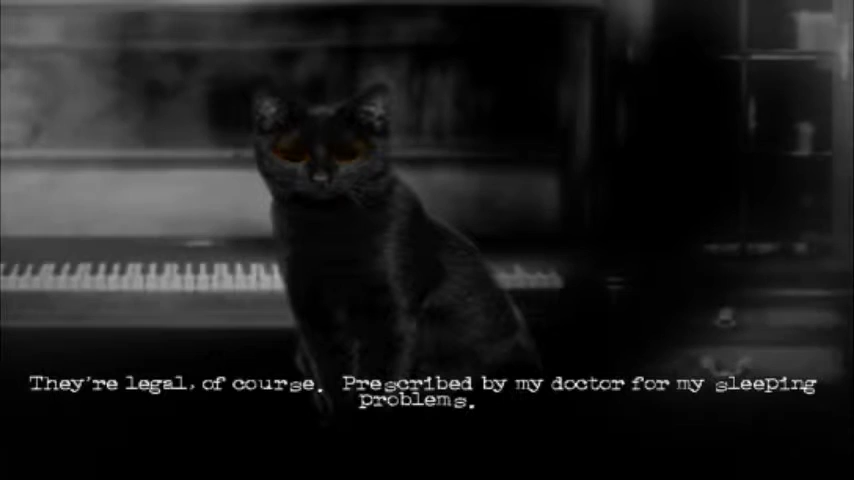 They're legal, of course. Prescribed by my doctor for my sleeping
problems.